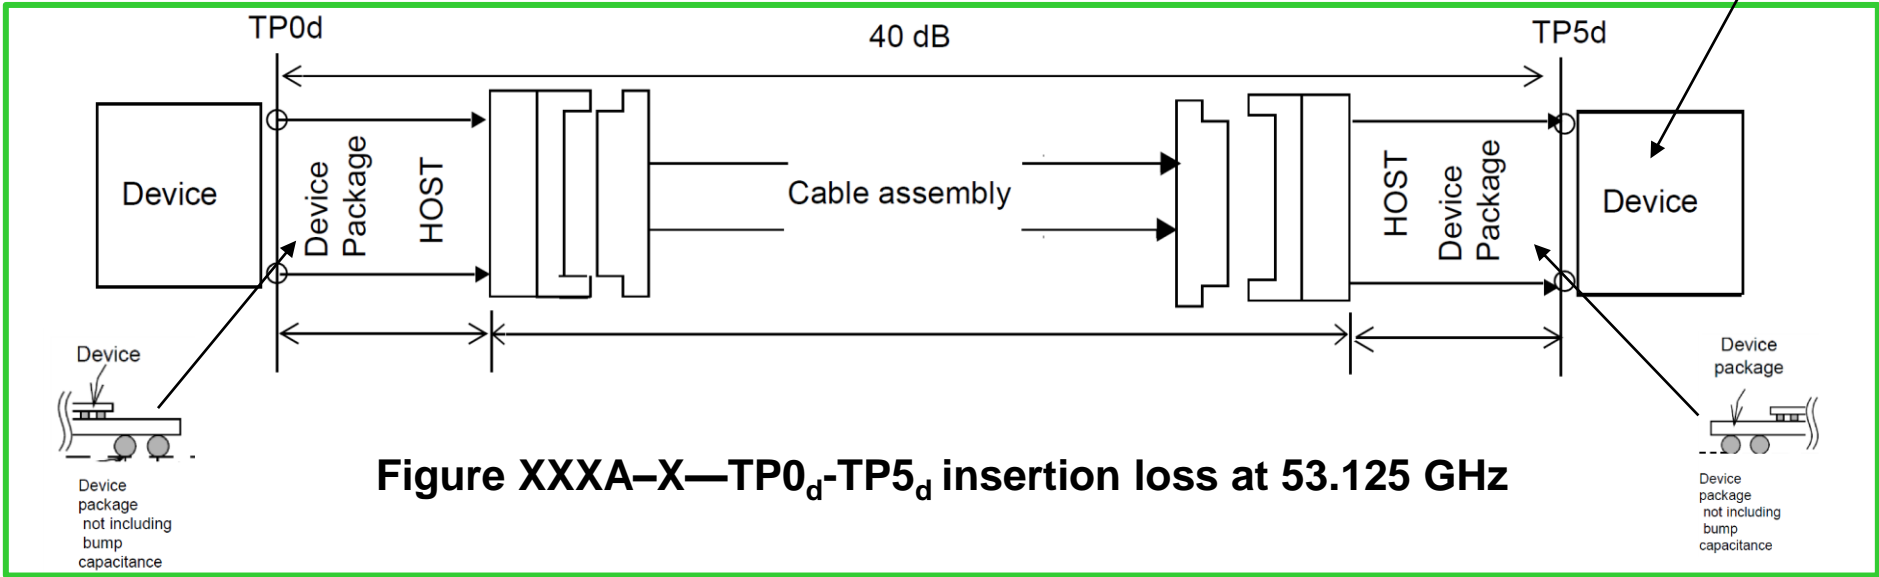 TP0d
40 dB
TP5d
Device
Device
Package
HOST
Cable assembly
HOST
Device
Package
Device
Device
Device
package
not including
bump
capacitance
Device
package
Device
package
not including
bump
capacitance
Figure XXXA–X—TP0d-TP5d insertion loss at 53.125 GHz